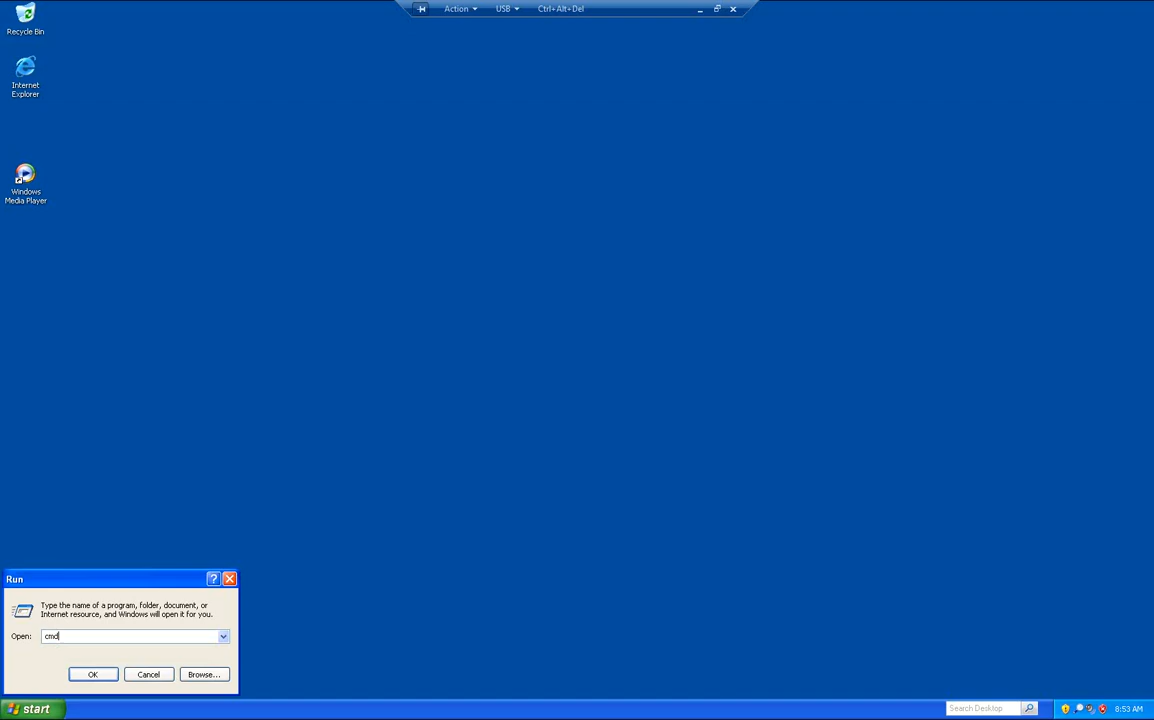 Action
USB
Ctrl+Alt+Del
Recycle Bin
Internet
Explorer
Windows
Media Player
Run
Type the name of a program, folder, document, or
Internet resource, and Windows will open it for you.
Open:
cmd
OK
Cancel
Browse...
start
Search Desktop
8:53 AM